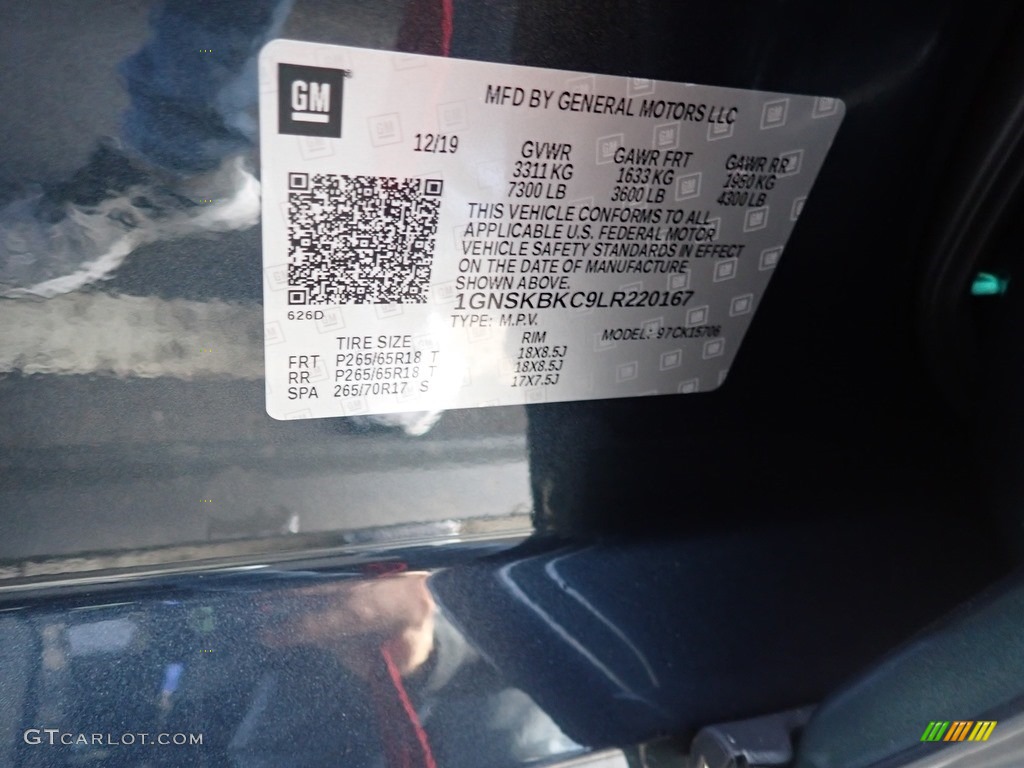 GM
MFD BY GENERAL MOTORS LLC
12/19
GVWR GAWR FRT GAWR RR
3311 KG 1633 KG 1950 KG
7300 LB 3600 LB 4300 LB
THIS VEHICLE CONFORMS TO ALL
APPLICABLE U.S. FEDERAL MOTOR
VEHICLE SAFETY STANDARDS IN EFFECT
ON THE DATE OF MANUFACTURE
SHOWN ABOVE.
1GNSKBKC9LR220167
626D
TYPE: M.P.V. MODEL: 97CK15706
TIRE SIZE RIM
FRT P265/65R18 T 18X8.5J
RR P265/65R18 T 18X8.5J
SPA 265/70R17 S 17X7.5J
GTCARLOT.COM